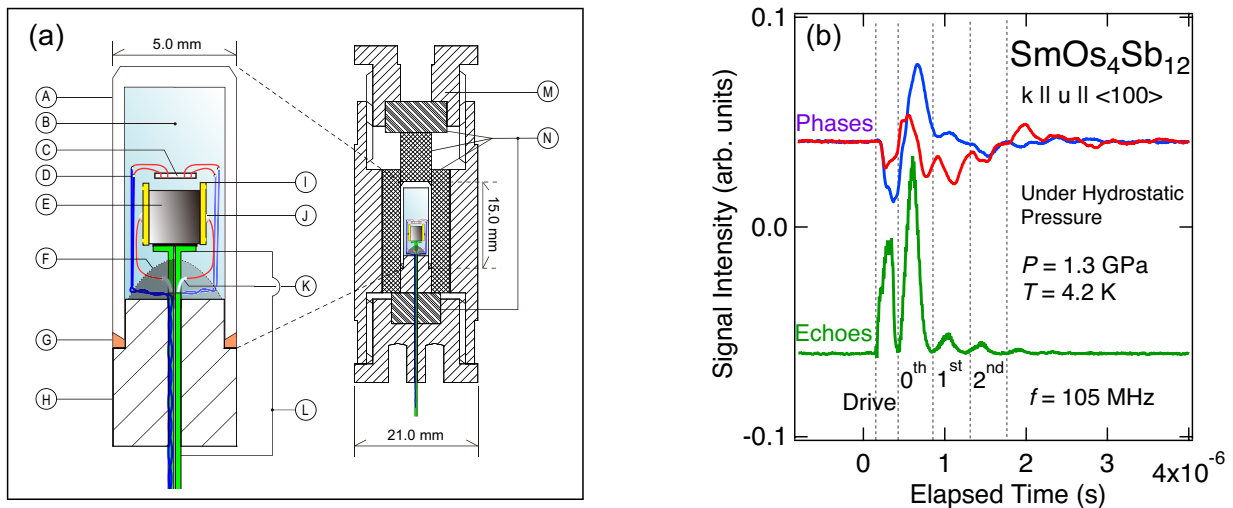 (a)
5.0 mm
A
B
C
D
E
F
G
H
I
J
K
L
M
N
15.0 mm
21.0 mm
(b)
SmOs₄Sb₁₂
k || u || <100>
Phases
Under Hydrostatic
Pressure
P = 1.3 GPa
T = 4.2 K
Echoes
Drive
0ᵗʰ
1ˢᵗ
2ⁿᵈ
f = 105 MHz
Signal Intensity (arb. units)
0.1
0.0
-0.1
0
1
2
3
4x10⁻⁶
Elapsed Time (s)